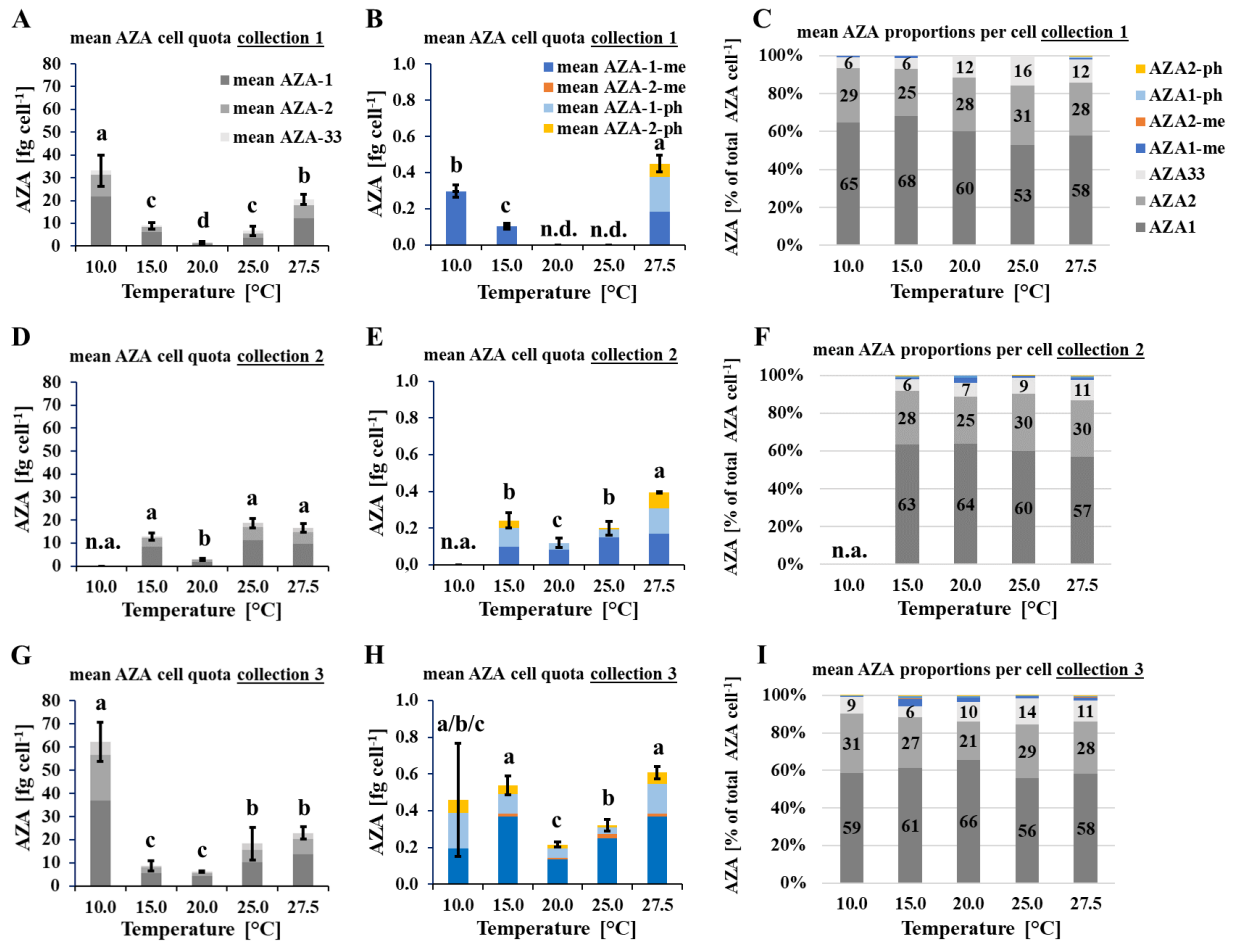 A
mean AZA cell quota collection 1
AZA [fg cell-1]
80
70
60
50
40
30
20
10
0
mean AZA-1
mean AZA-2
mean AZA-33
a
c
d
c
b
10.0 15.0 20.0 25.0 27.5
Temperature [°C]
B
mean AZA cell quota collection 1
AZA [fg cell-1]
1.0
0.8
0.6
0.4
0.2
0.0
mean AZA-1-me
mean AZA-2-me
mean AZA-1-ph
mean AZA-2-ph
b
c
n.d.
n.d.
a
10.0 15.0 20.0 25.0 27.5
Temperature [°C]
C
mean AZA proportions per cell collection 1
AZA [% of total AZA cell-1]
100%
80%
60%
40%
20%
0%
6 6 12 16 12
29 25 28 31 28
65 68 60 53 58
10.0 15.0 20.0 25.0 27.5
Temperature [°C]
AZA2-ph
AZA1-ph
AZA2-me
AZA1-me
AZA33
AZA2
AZA1
D
mean AZA cell quota collection 2
AZA [fg cell-1]
80
70
60
50
40
30
20
10
0
n.a.
a
b
a
a
10.0 15.0 20.0 25.0 27.5
Temperature [°C]
E
mean AZA cell quota collection 2
AZA [fg cell-1]
1.0
0.8
0.6
0.4
0.2
0.0
n.a.
b
c
b
a
10.0 15.0 20.0 25.0 27.5
Temperature [°C]
F
mean AZA proportions per cell collection 2
AZA [% of total AZA cell-1]
100%
80%
60%
40%
20%
0%
n.a.
6 7 9 11
28 25 30 30
63 64 60 57
10.0 15.0 20.0 25.0 27.5
Temperature [°C]
G
mean AZA cell quota collection 3
AZA [fg cell-1]
80
70
60
50
40
30
20
10
0
a
c
c
b
b
10.0 15.0 20.0 25.0 27.5
Temperature [°C]
H
mean AZA cell quota collection 3
AZA [fg cell-1]
1.0
0.8
0.6
0.4
0.2
0.0
a/b/c
a
c
b
a
10.0 15.0 20.0 25.0 27.5
Temperature [°C]
I
mean AZA proportions per cell collection 3
AZA [% of total AZA cell-1]
100%
80%
60%
40%
20%
0%
9 6 10 14 11
31 27 21 29 28
59 61 66 56 58
10.0 15.0 20.0 25.0 27.5
Temperature [°C]